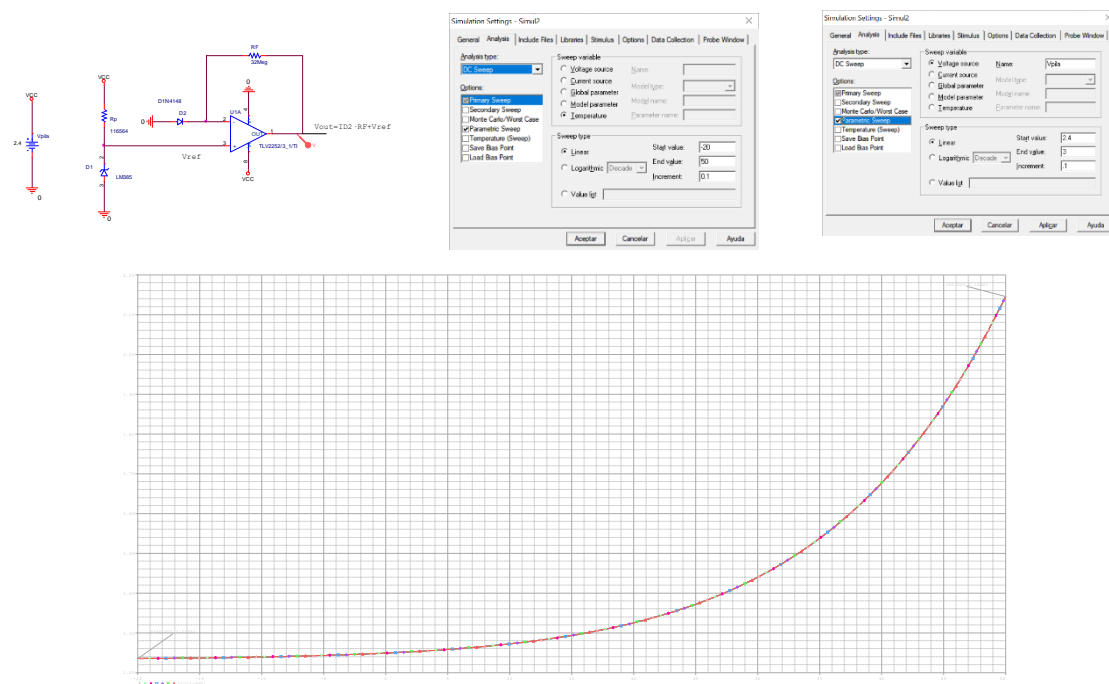 RF
32Meg
VCC
VCC
0
D1N4148
D2
U1A
4
2
OUT
1
3
8
Vout=ID2·RF+Vref
TLV2252/3_1/TI
Rp
116564
Vpila
2.4
0
Vref
VCC
D1
LM385
0
0
Simulation Settings - Simul2
General Analysis Include Files Libraries Stimulus Options Data Collection Probe Window
Analysis type:
DC Sweep
Options:
Primary Sweep
Secondary Sweep
Monte Carlo/Worst Case
Parametric Sweep
Temperature (Sweep)
Save Bias Point
Load Bias Point
Sweep variable
Voltage source
Current source
Global parameter
Model parameter
Temperature
Name:
Model type:
Model name:
Parameter name:
Sweep type
Linear
Logarithmic Decade
Value list
Start value: -20
End value: 50
Increment: 0.1
Aceptar Cancelar Aplicar Ayuda
Simulation Settings - Simul2
General Analysis Include Files Libraries Stimulus Options Data Collection Probe Window
Analysis type:
DC Sweep
Options:
Primary Sweep
Secondary Sweep
Monte Carlo/Worst Case
Parametric Sweep
Temperature (Sweep)
Save Bias Point
Load Bias Point
Sweep variable
Voltage source
Current source
Global parameter
Model parameter
Temperature
Name: Vpila
Model type:
Model name:
Parameter name:
Sweep type
Linear
Logarithmic Decade
Value list
Start value: 2.4
End value: 3
Increment: .1
Aceptar Cancelar Aplicar Ayuda